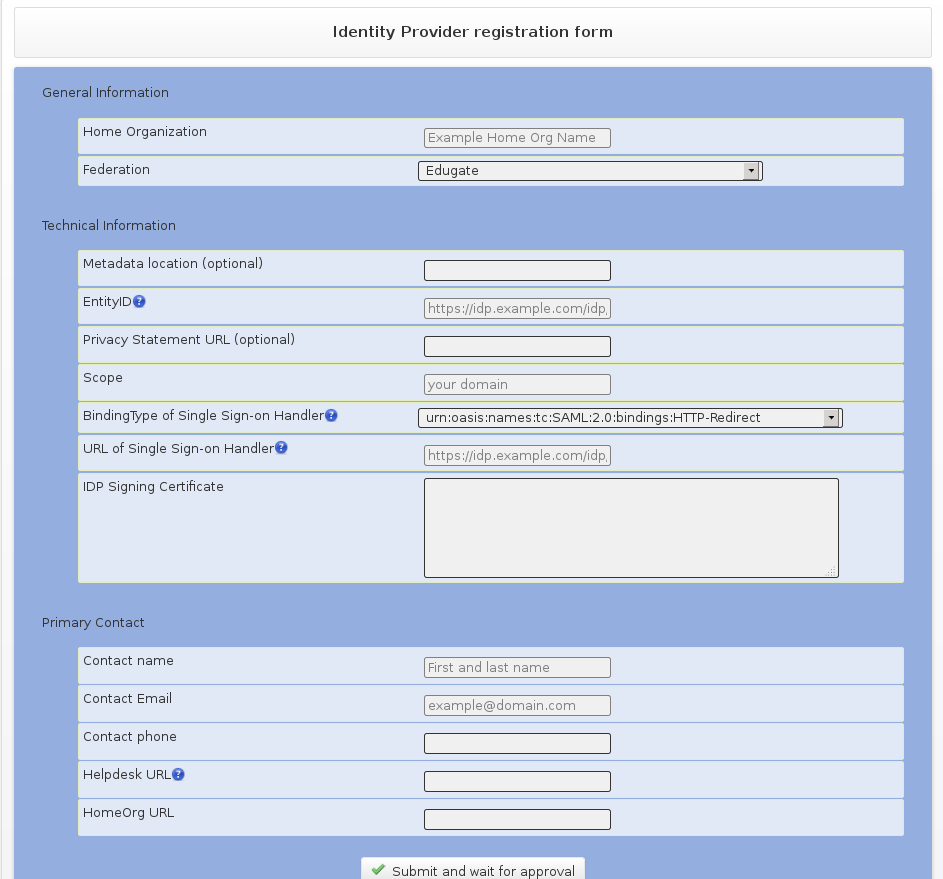 Identity Provider registration form
General Information
Home Organization
Example Home Org Name
Federation
Edugate
Technical Information
Metadata location (optional)
EntityID?
https://idp.example.com/idp/
Privacy Statement URL (optional)
Scope
your domain
BindingType of Single Sign-on Handler?
urn:oasis:names:tc:SAML:2.0:bindings:HTTP-Redirect
URL of Single Sign-on Handler?
https://idp.example.com/idp/
IDP Signing Certificate
Primary Contact
Contact name
First and last name
Contact Email
example@domain.com
Contact phone
Helpdesk URL?
HomeOrg URL
Submit and wait for approval